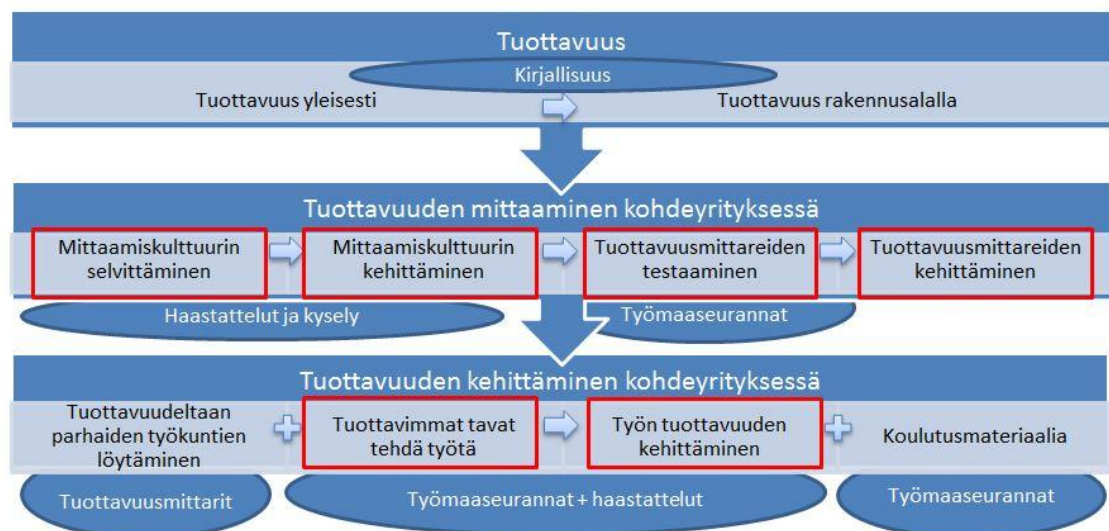 Tuottavuus
Kirjallisuus
Tuottavuus yleisesti
Tuottavuus rakennusalalla
Tuottavuuden mittaaminen kohdeyrityksessä
Mittaamiskulttuurin
selvittäminen
Mittaamiskulttuurin
kehittäminen
Tuottavuusmittareiden
testaaminen
Tuottavuusmittareiden
kehittäminen
Haastattelut ja kysely
Työmaaseurannat
Tuottavuuden kehittäminen kohdeyrityksessä
Tuottavuudeltaan
parhaiden työkuntien
löytäminen
Tuottavimmat tavat
tehdä työtä
Työn tuottavuuden
kehittäminen
Koulutusmateriaalia
Tuottavuusmittarit
Työmaaseurannat + haastattelut
Työmaaseurannat